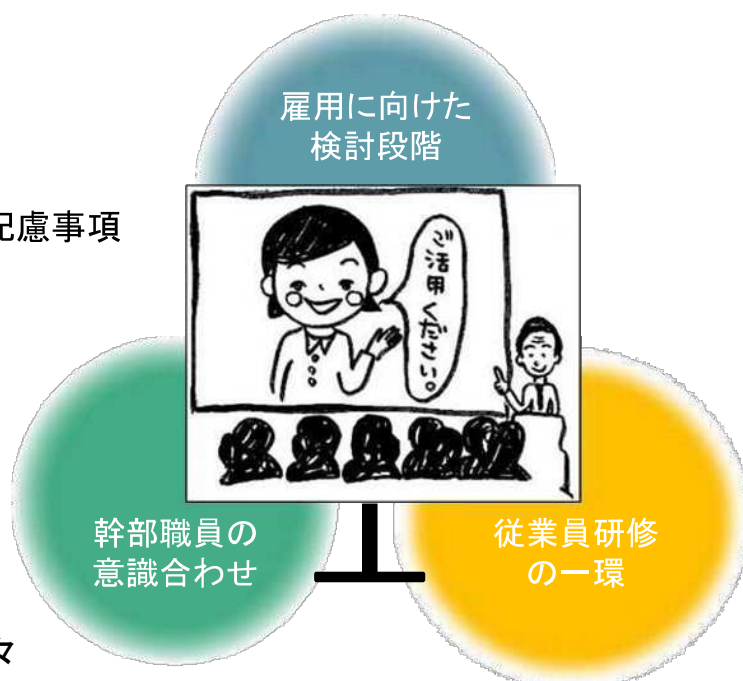 雇用に向けた
検討段階
配慮事項
ご活用ください。
幹部職員の
意識合わせ
従業員研修
の一環
々